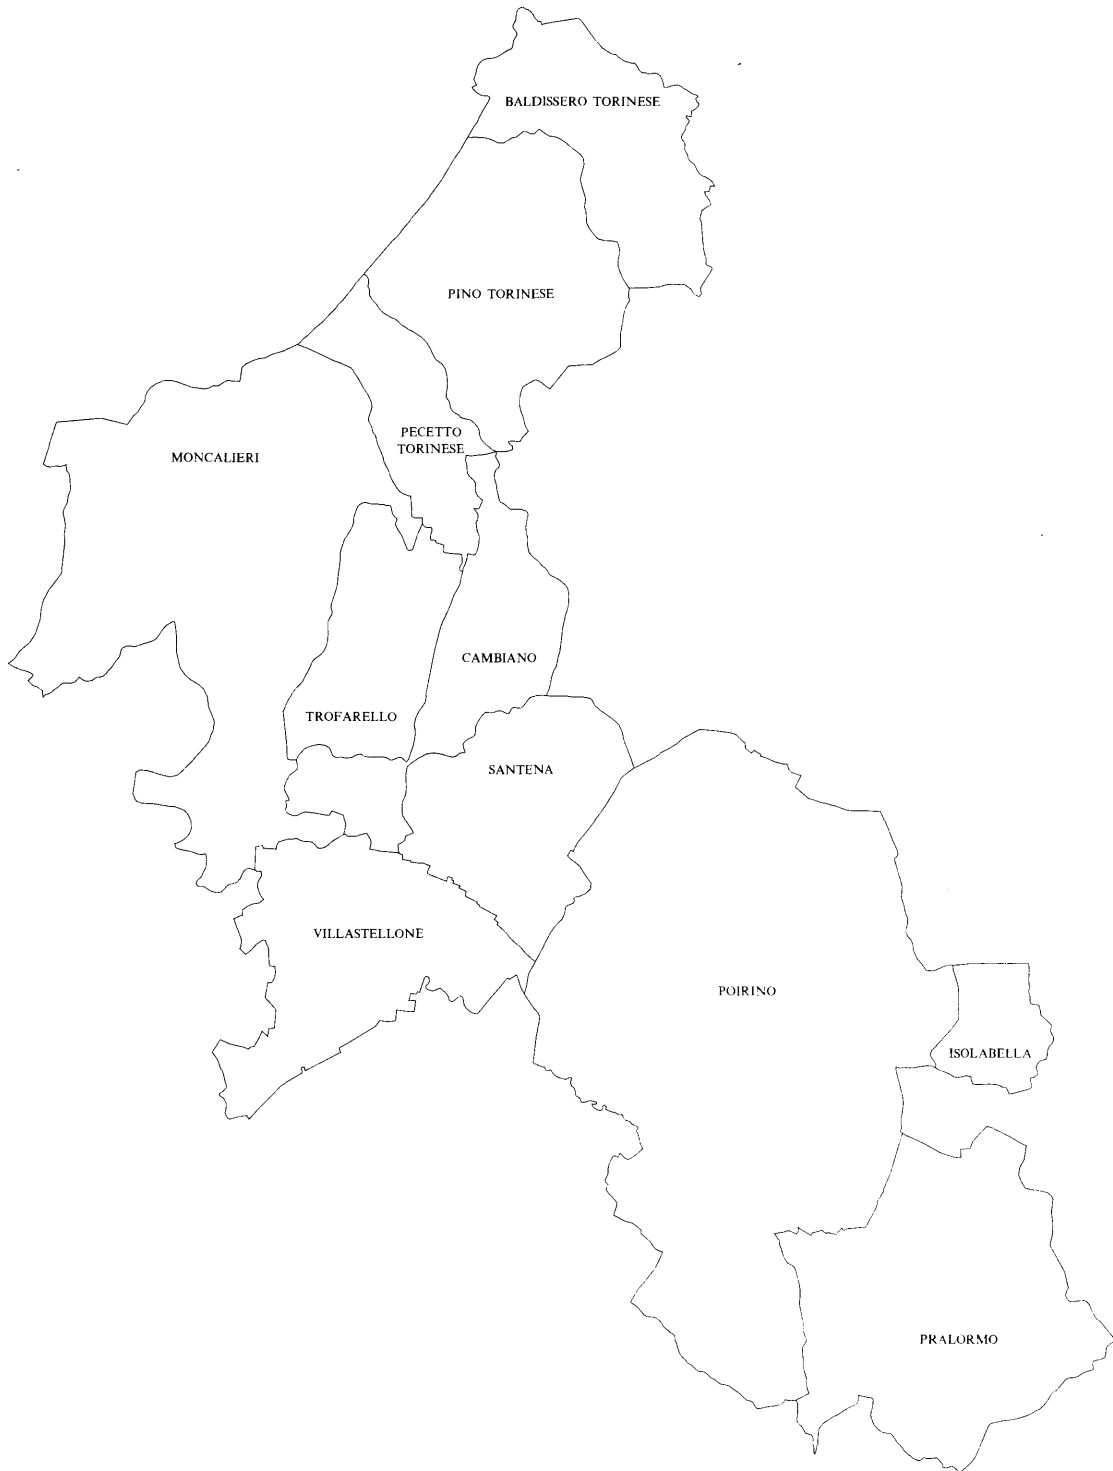 BALDISSERO TORINESE
PINO TORINESE
PECETTO
TORINESE
MONCALIERI
CAMBIANO
TROFARELLO
SANTENA
VILLASTELLONE
POIRINO
ISOLABELLA
PRALORMO